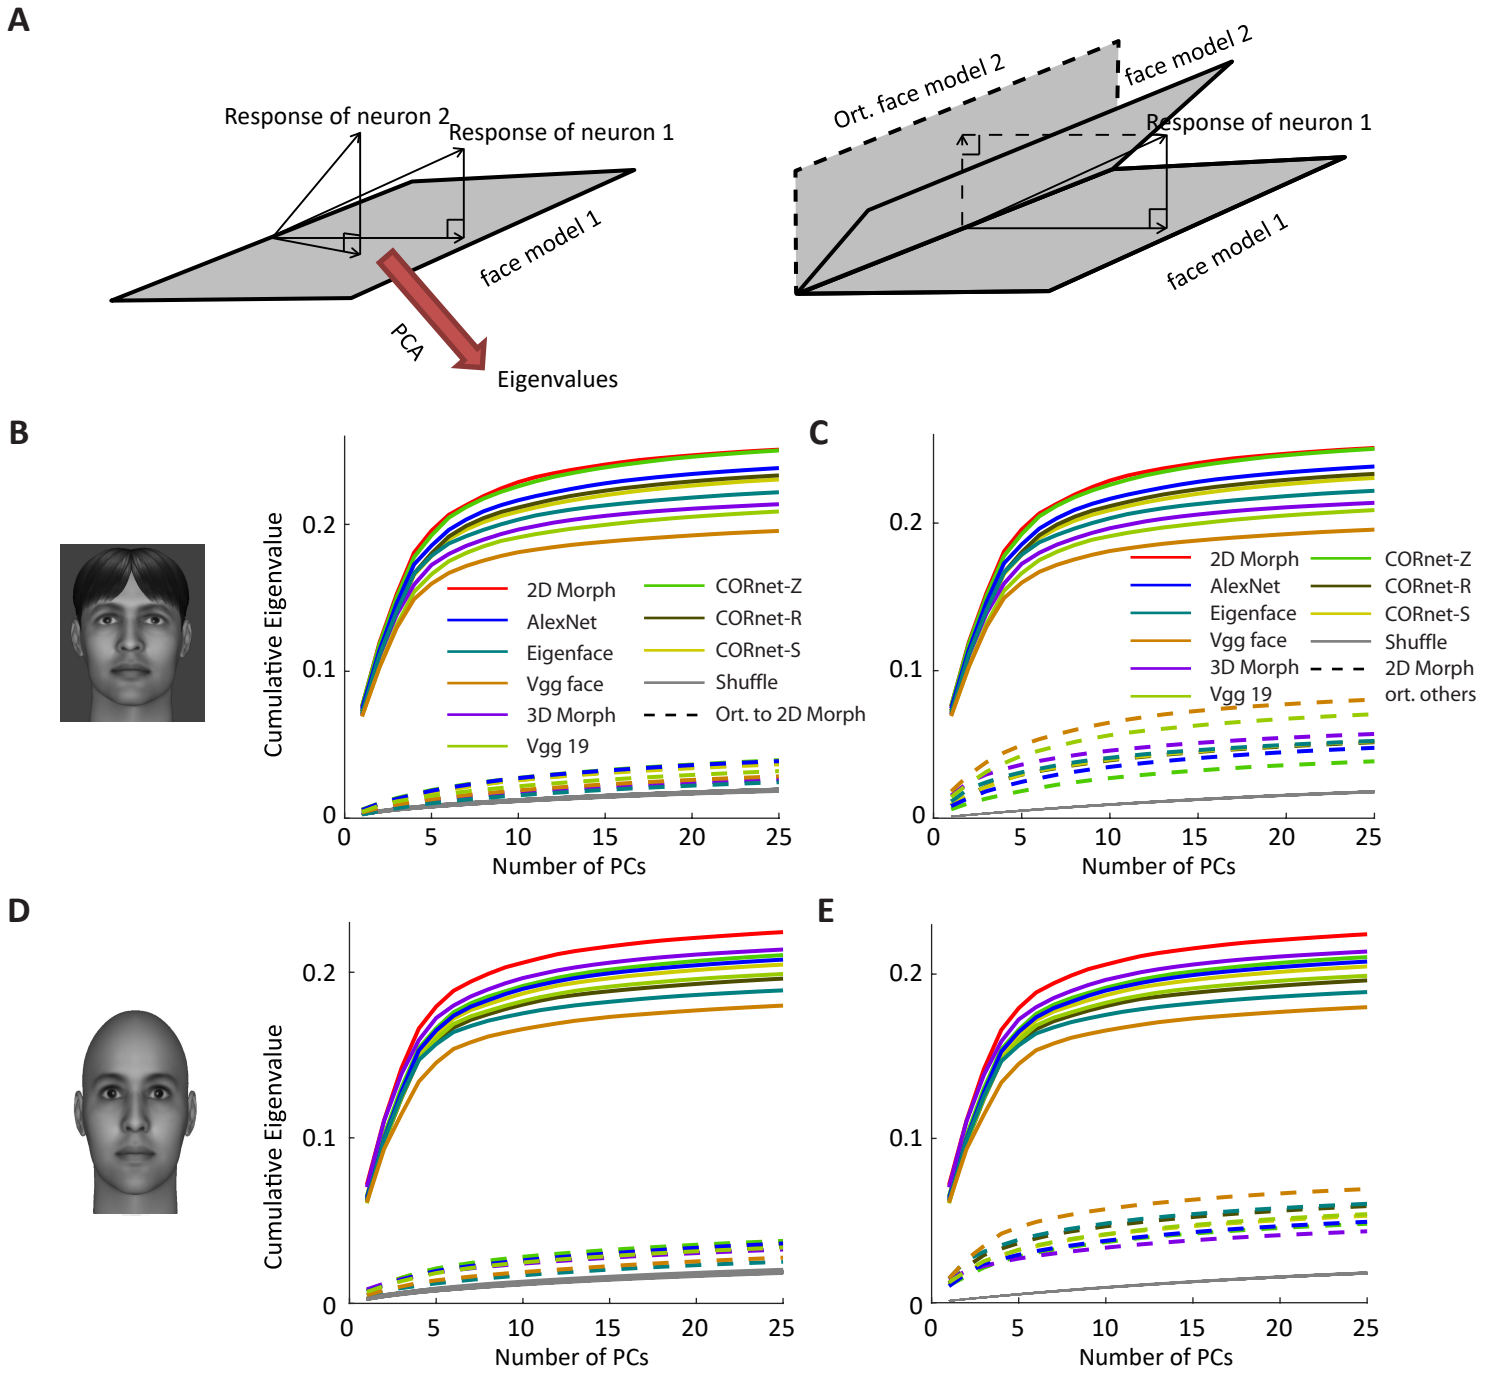 A
Response of neuron 2
Response of neuron 1
face model 1
PCA
Eigenvalues
Ort. face model 2
face model 2
Response of neuron 1
face model 1
B
Cumulative Eigenvalue
0.2
0.1
0
0 5 10 15 20 25
Number of PCs
2D Morph
AlexNet
Eigenface
Vgg face
3D Morph
Vgg 19
CORnet-Z
CORnet-R
CORnet-S
Shuffle
Ort. to 2D Morph
C
0.2
0.1
0
0 5 10 15 20 25
Number of PCs
2D Morph
AlexNet
Eigenface
Vgg face
3D Morph
Vgg 19
CORnet-Z
CORnet-R
CORnet-S
Shuffle
2D Morph
ort. others
D
Cumulative Eigenvalue
0.2
0.1
0
0 5 10 15 20 25
Number of PCs
E
0.2
0.1
0
0 5 10 15 20 25
Number of PCs